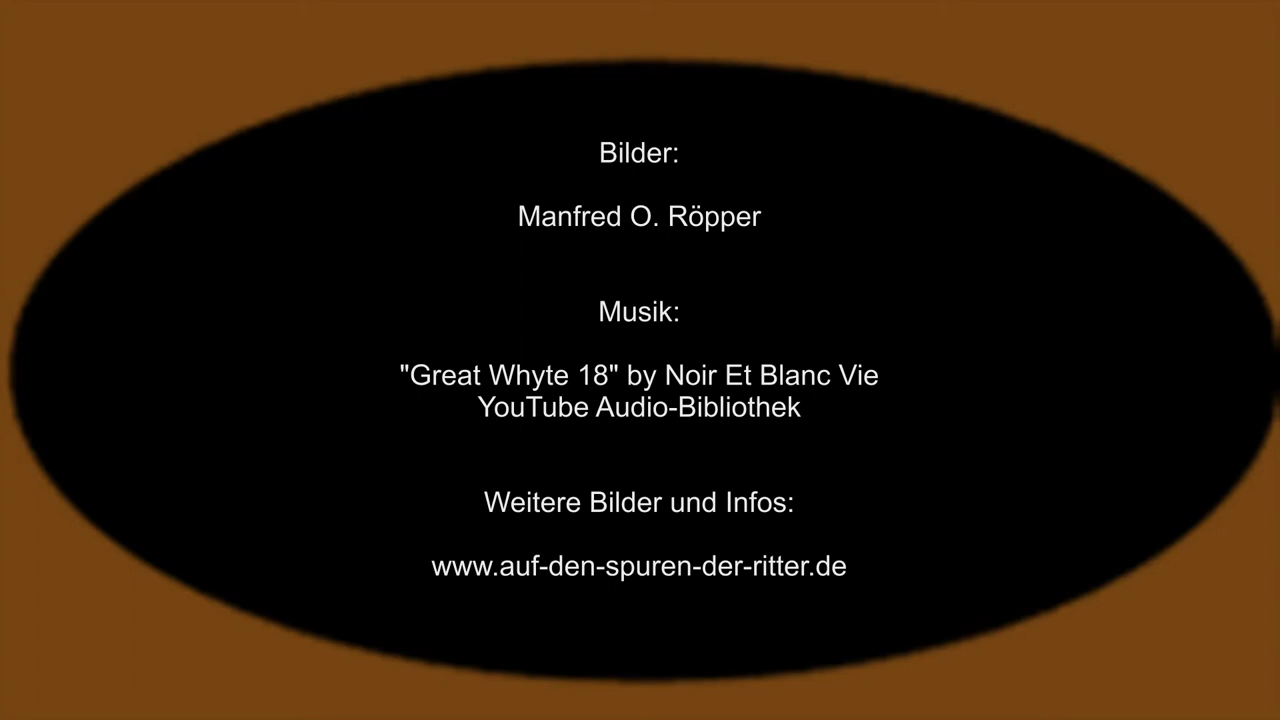 Bilder:
Manfred O. Röpper
Musik:
"Great Whyte 18" by Noir Et Blanc Vie
YouTube Audio-Bibliothek
Weitere Bilder und Infos:
www.auf-den-spuren-der-ritter.de